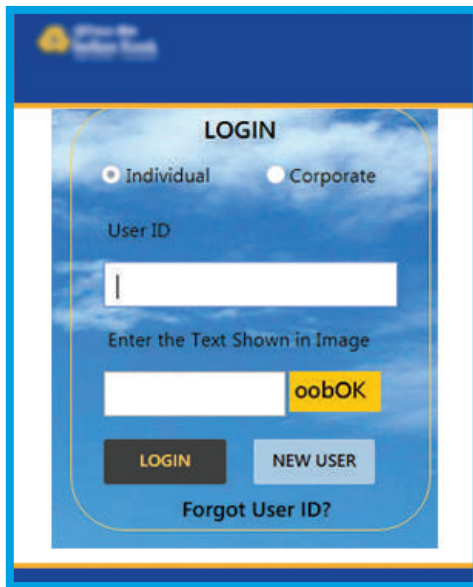 LOGIN
Individual Corporate
User ID
Enter the Text Shown in Image
oobOK
LOGIN NEW USER
Forgot User ID?